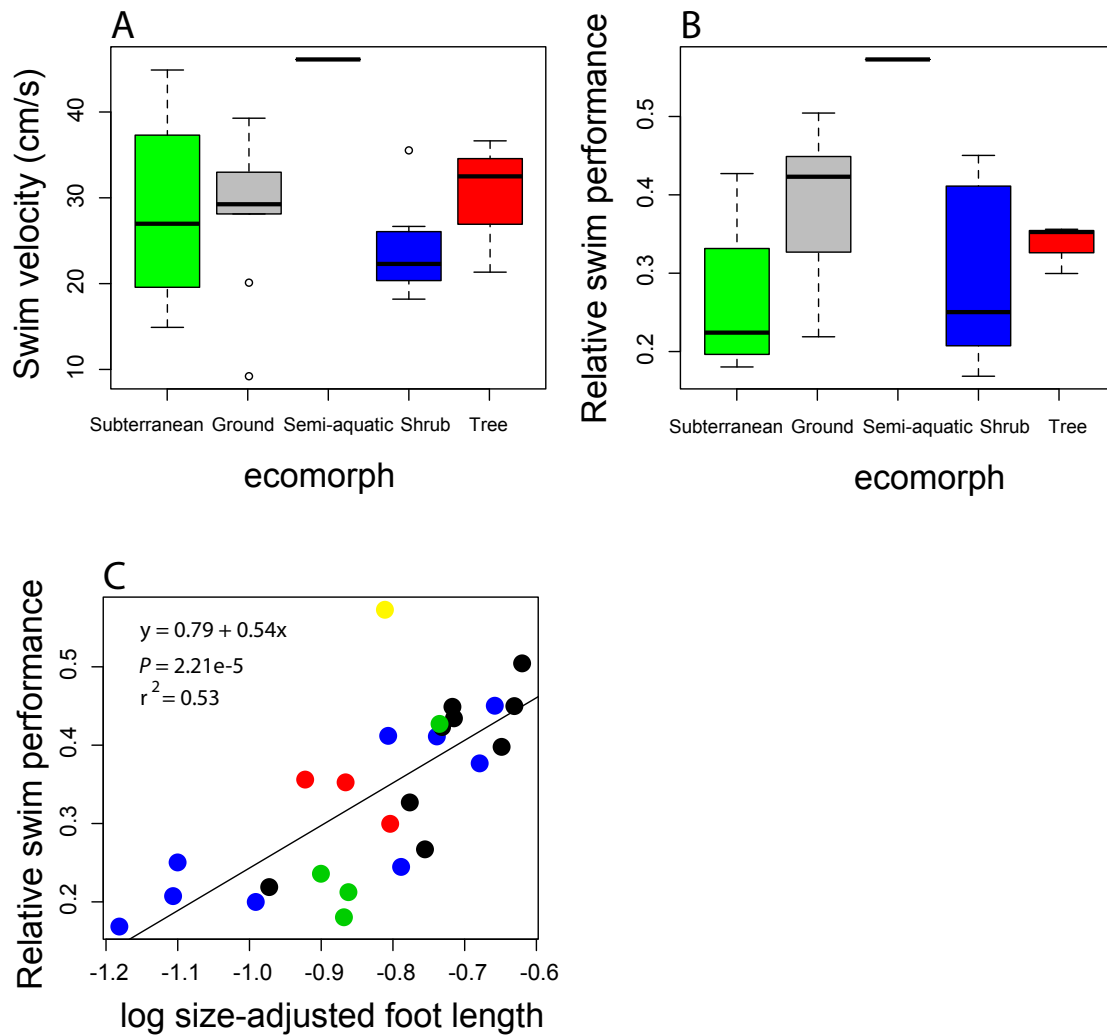 A
Swim velocity (cm/s)
40
30
20
10
Subterranean Ground Semi-aquatic Shrub Tree
ecomorph
B
Relative swim performance
0.5
0.4
0.3
0.2
Subterranean Ground Semi-aquatic Shrub Tree
ecomorph
C
Relative swim performance
0.5
0.4
0.3
0.2
y = 0.79 + 0.54x
P = 2.21e-5
r² = 0.53
-1.2 -1.1 -1.0 -0.9 -0.8 -0.7 -0.6
log size-adjusted foot length